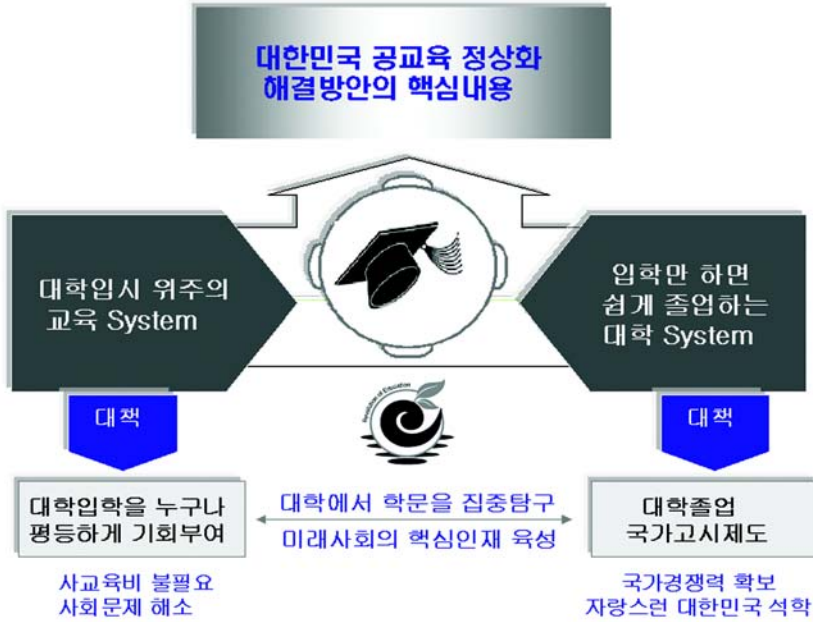 대한민국 공교육 정상화
해결방안의 핵심내용
대학입시 위주의
교육 System
입학만 하면
쉽게 졸업하는
대학 System
대책
대책
Revolution of Education
대학입학을 누구나
평등하게 기회부여
대학에서 학문을 집중탐구
미래사회의 핵심인재 육성
대학졸업
국가고시제도
사교육비 불필요
사회문제 해소
국가경쟁력 확보
자랑스런 대한민국 석학